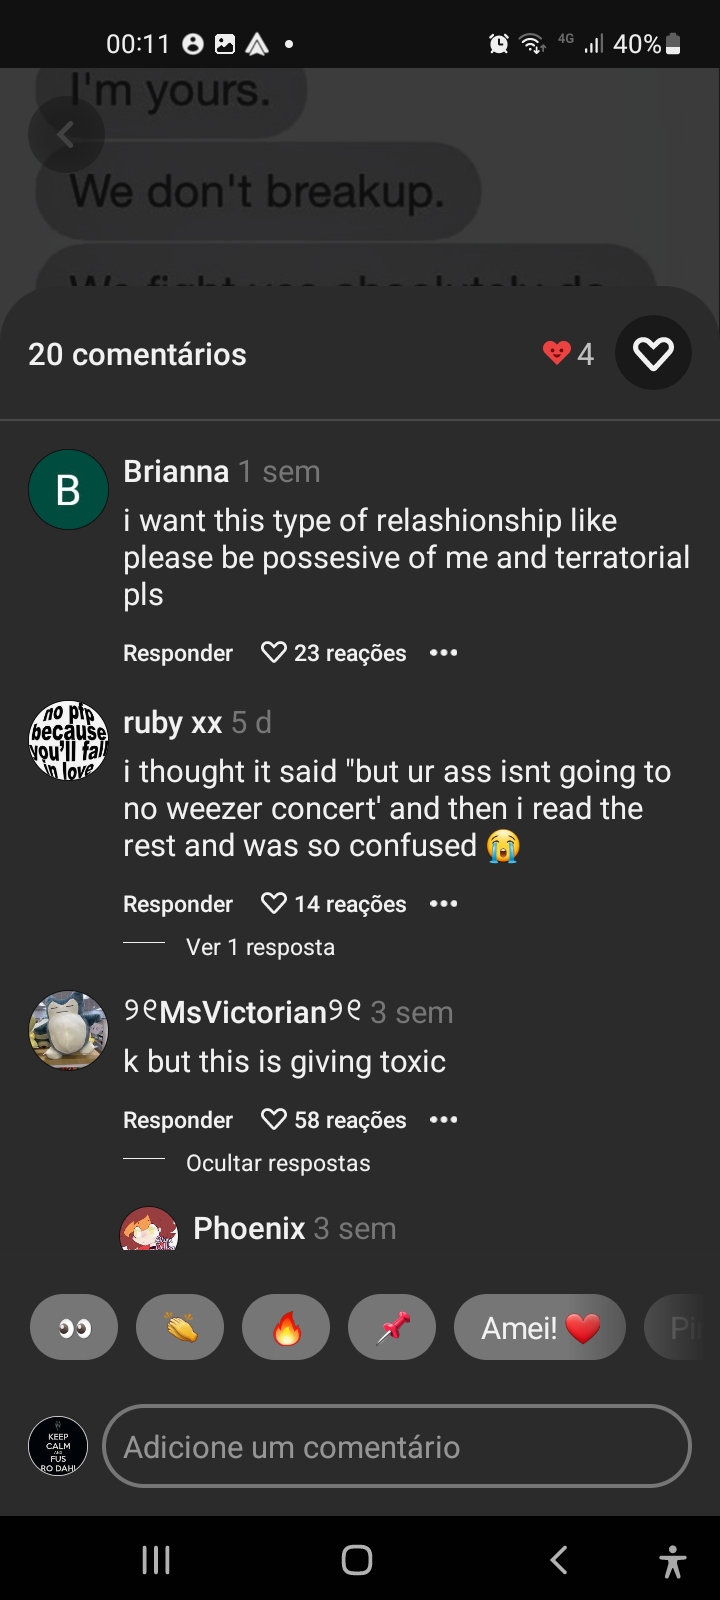 00:11
4G
40%
I'm yours.
We don't breakup.
We fight yes absolutely do
20 comentários
4
B
Brianna 1 sem
i want this type of relashionship like
please be possesive of me and terratorial
pls
Responder 23 reações •••
no pfp
because
you'll fall
in love
ruby xx 5 d
i thought it said "but ur ass isnt going to
no weezer concert' and then i read the
rest and was so confused 😭
Responder 14 reações •••
Ver 1 resposta
୨୧MsVictorian୨୧ 3 sem
k but this is giving toxic
Responder 58 reações •••
Ocultar respostas
Phoenix 3 sem
👀 👏 🔥 📌 Amei! ❤️
KEEP
CALM
AND
FUS
RO DAH!
Adicione um comentário